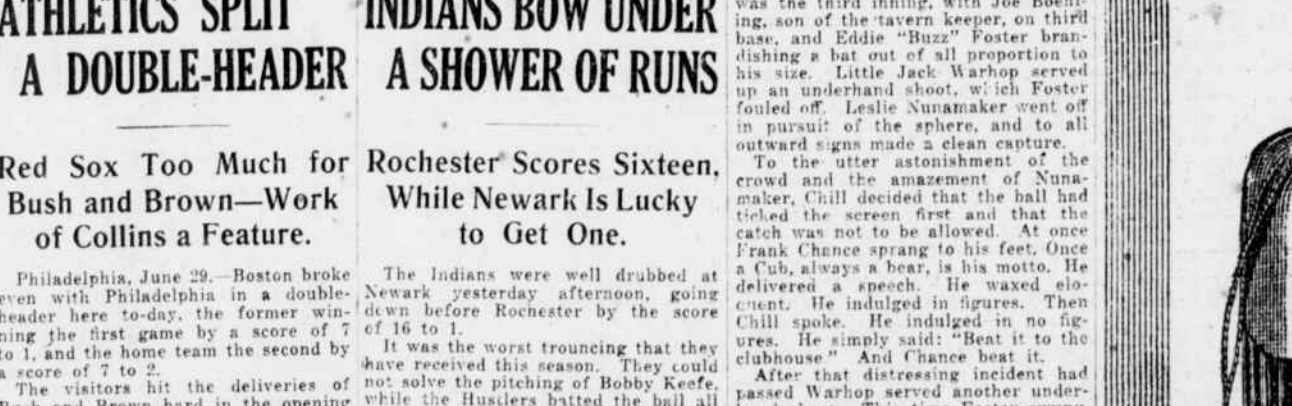 ATHLETICS SPLIT
A DOUBLE-HEADER
Red Sox Too Much for
Bush and Brown—Work
of Collins a Feature.
Philadelphia, June 29.—Boston broke
even with Philadelphia in a double-
header here to-day, the former win-
ning the first game by a score of 7
to 1, and the home team the second by
a score of 7 to 2.
The visitors hit the deliveries of
Bush and Brown hard in the opening
INDIANS BOW UNDER
A SHOWER OF RUNS
Rochester Scores Sixteen,
While Newark Is Lucky
to Get One.
The Indians were well drubbed at
Newark yesterday afternoon, going
down before Rochester by the score
of 16 to 1.
It was the worst trouncing that they
have received this season. They could
not solve the pitching of Bobby Keefe,
while the Hustlers batted the ball all
was the third inning, with Joe Boehl-
ing, son of the tavern keeper, on third
base, and Eddie "Buzz" Foster bran-
dishing a bat out of all proportion to
his size. Little Jack Warhop served
up an underhand shoot, which Foster
fouled off. Leslie Nunamaker went off
in pursuit of the sphere, and to all
outward signs made a clean capture.
To the utter astonishment of the
crowd and the amazement of Nuna-
maker, Chill decided that the ball had
ticked the screen first and that the
catch was not to be allowed. At once
Frank Chance sprang to his feet. Once
a Cub, always a bear, is his motto. He
delivered a speech. He waxed elo-
quent. He indulged in figures. Then
Chill spoke. He indulged in no fig-
ures. He simply said: "Beat it to the
clubhouse." And Chance beat it.
After that distressing incident had
passed Warhop served another under-
This time Foster